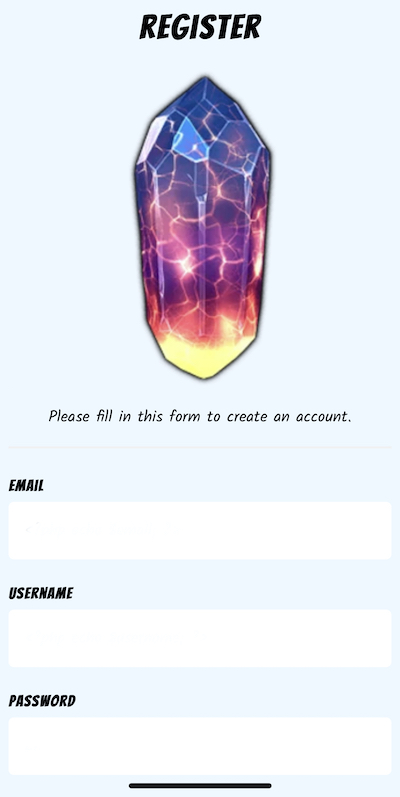 REGISTER
Please fill in this form to create an account.
EMAIL
USERNAME
PASSWORD